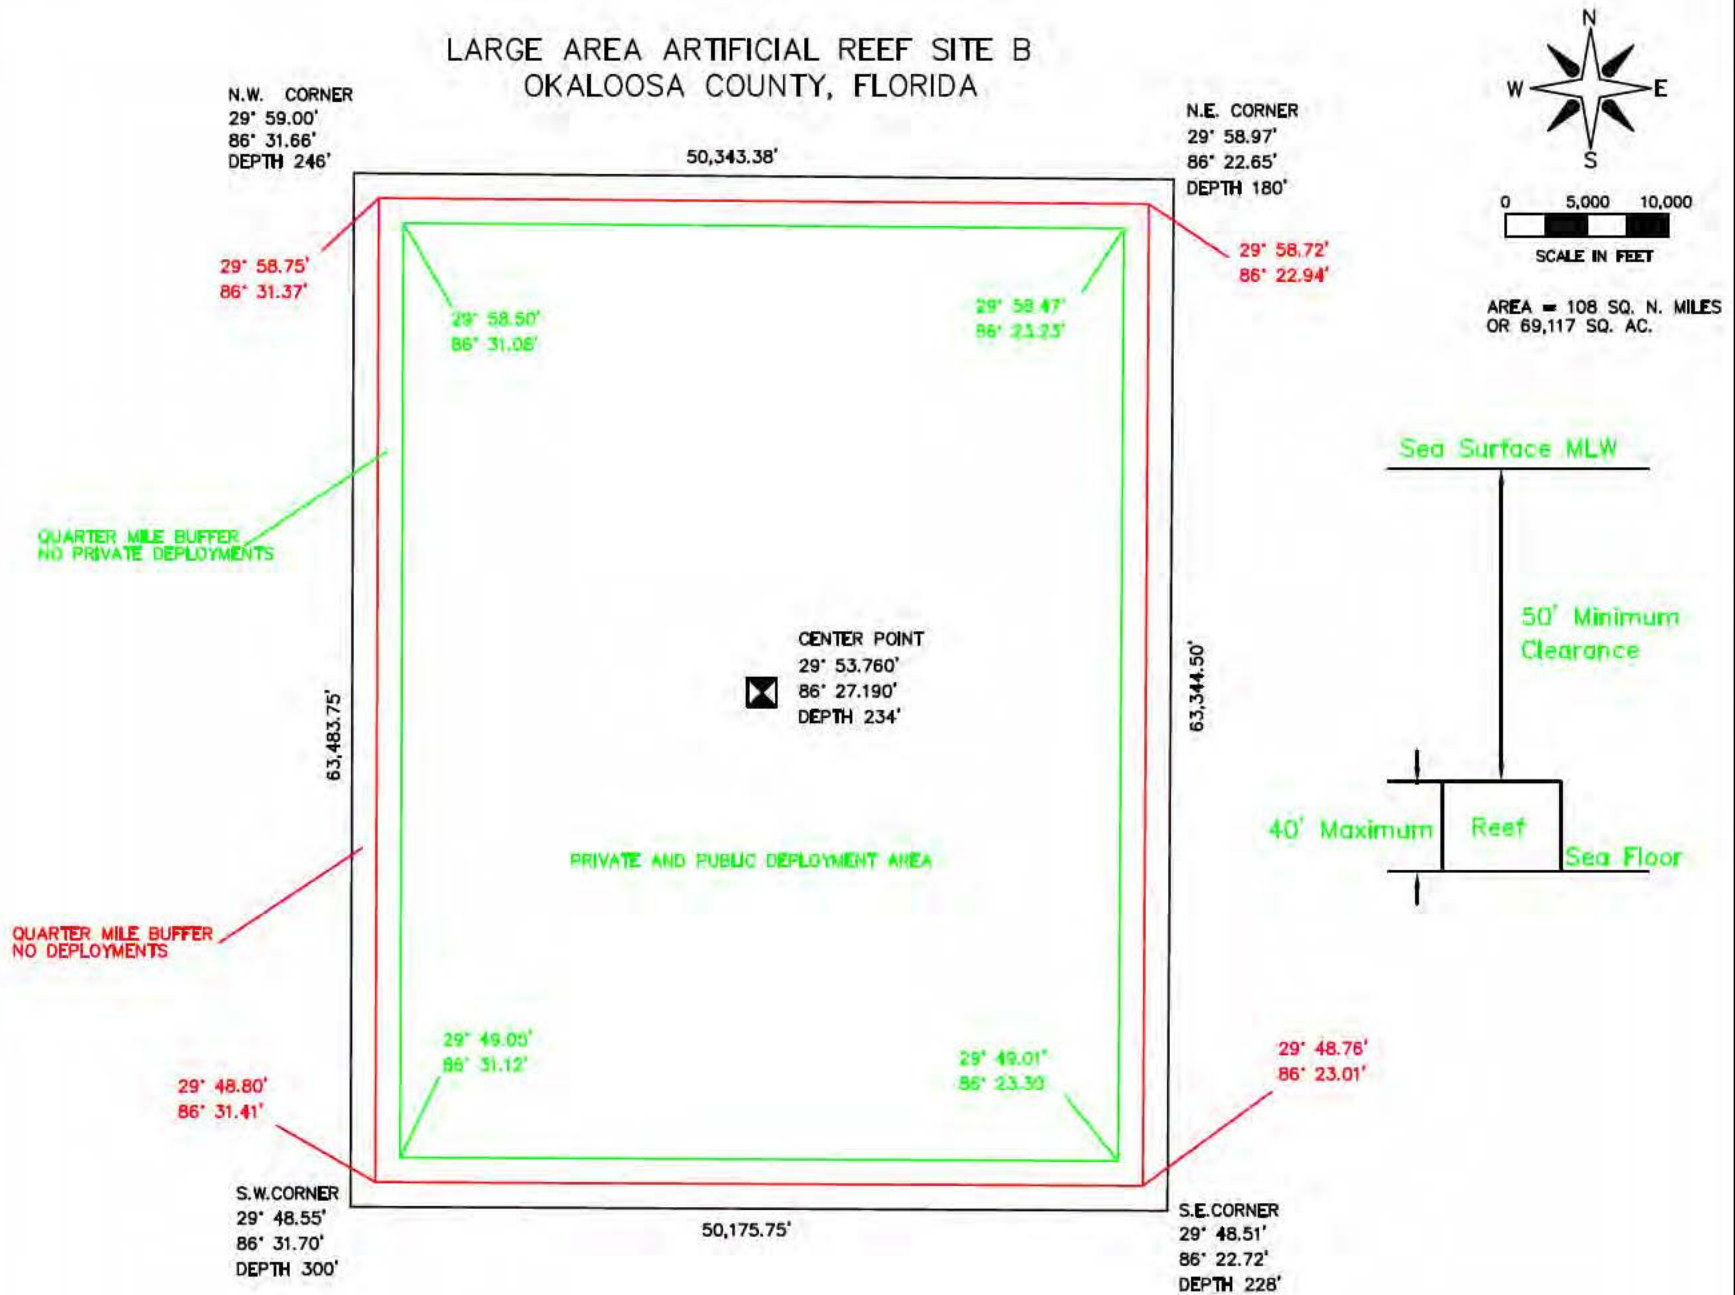 LARGE AREA ARTIFICIAL REEF SITE B
OKALOOSA COUNTY, FLORIDA
N.W. CORNER
29° 59.00'
86° 31.66'
DEPTH 246'
50,343.38'
N.E. CORNER
29° 58.97'
86° 22.65'
DEPTH 180'
N
W
E
S
0 5,000 10,000
SCALE IN FEET
AREA = 108 SQ. N. MILES
OR 69,117 SQ. AC.
29° 58.75'
86° 31.37'
29° 58.50'
86° 31.08'
29° 58.47'
86° 23.23'
29° 58.72'
86° 22.94'
QUARTER MILE BUFFER
NO PRIVATE DEPLOYMENTS
CENTER POINT
29° 53.760'
86° 27.190'
DEPTH 234'
63,483.75'
63,344.50'
PRIVATE AND PUBLIC DEPLOYMENT AREA
QUARTER MILE BUFFER
NO DEPLOYMENTS
Sea Surface MLW
50' Minimum
Clearance
40' Maximum
Reef
Sea Floor
29° 49.05'
86° 31.12'
29° 49.01'
86° 23.30
29° 48.80'
86° 31.41'
29° 48.76'
86° 23.01'
S.W.CORNER
29° 48.55'
86° 31.70'
DEPTH 300'
50,175.75'
S.E.CORNER
29° 48.51'
86° 22.72'
DEPTH 228'